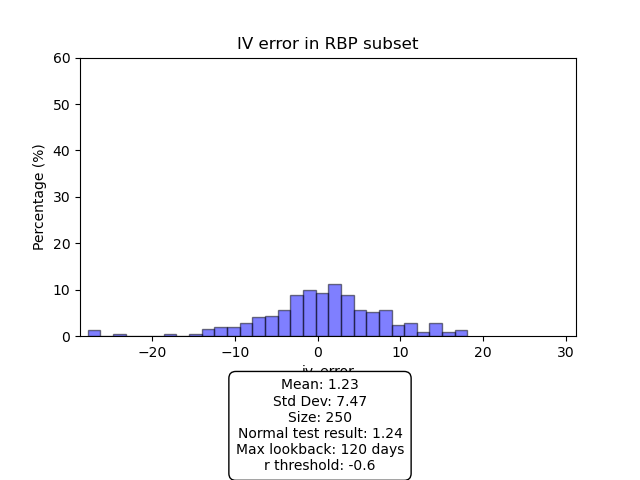 IV error in RBP subset
60
50
40
30
20
10
0
Percentage (%)
−20
−10
0
10
20
30
iv_error
Mean: 1.23
Std Dev: 7.47
Size: 250
Normal test result: 1.24
Max lookback: 120 days
r threshold: -0.6